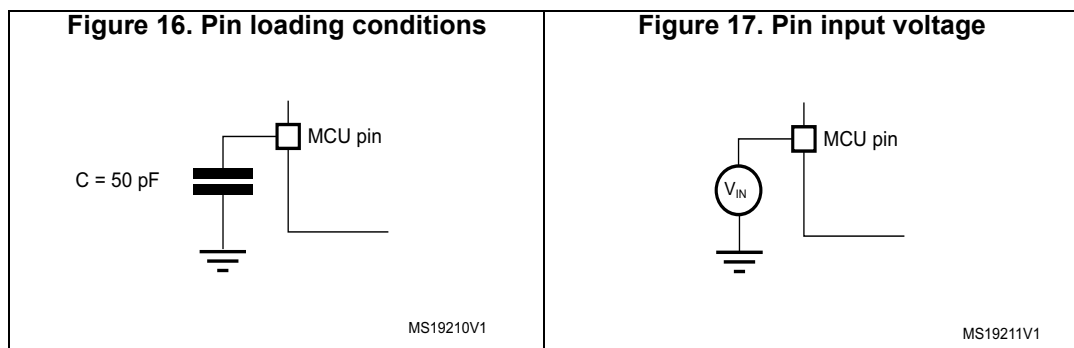 Figure 16. Pin loading conditions
MCU pin
C = 50 pF
MS19210V1
Figure 17. Pin input voltage
MCU pin
VIN
MS19211V1